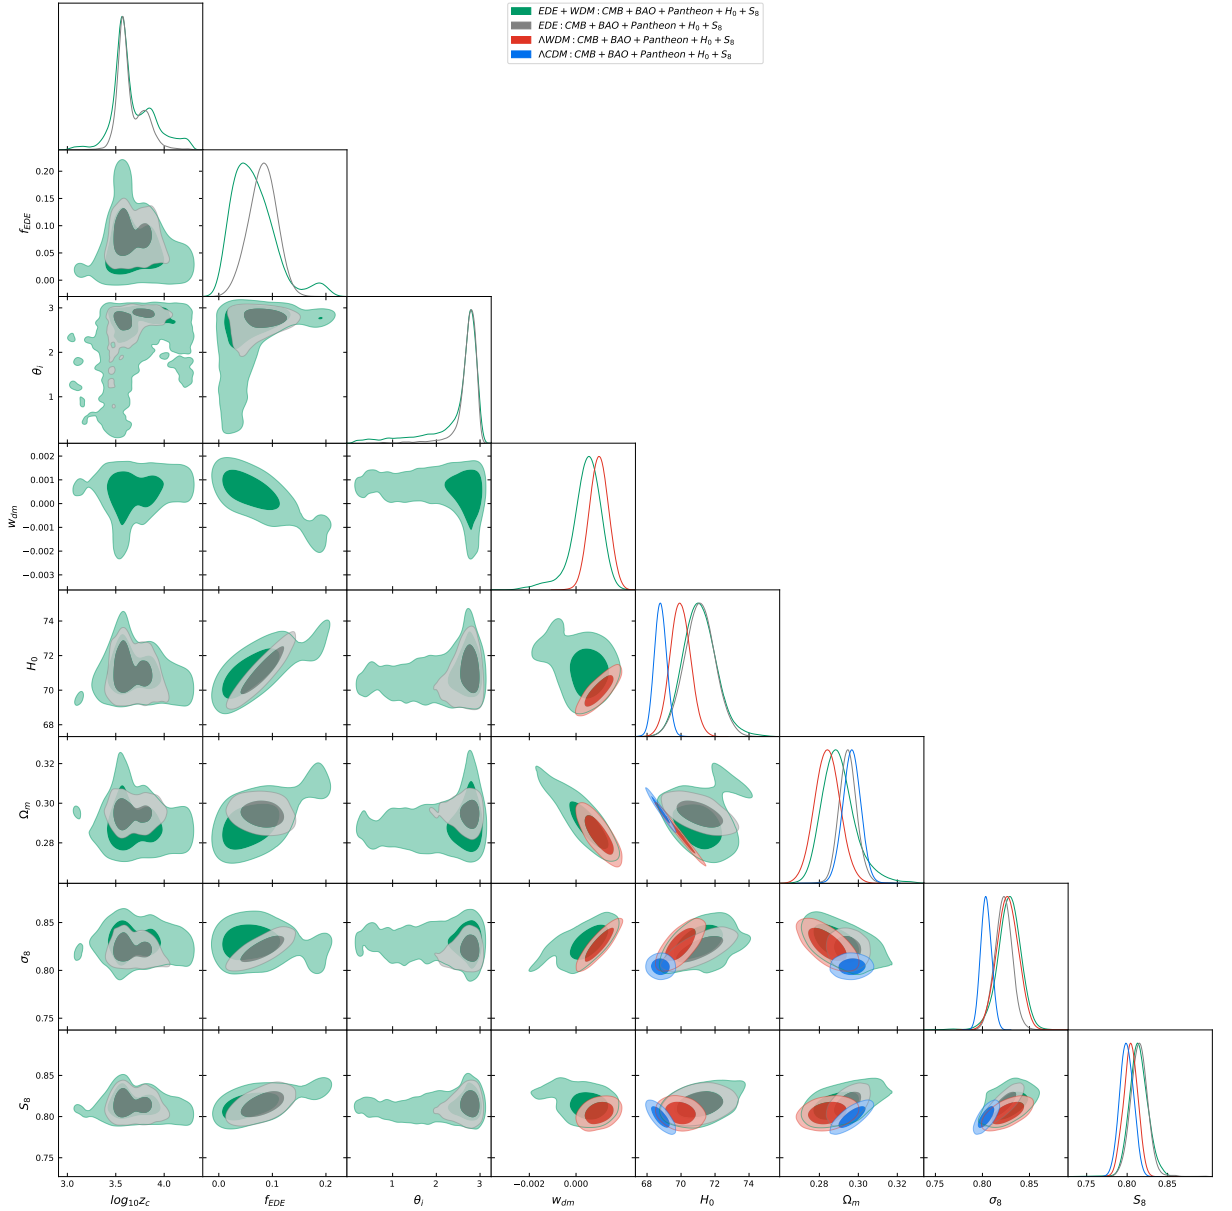 EDE + WDM : CMB + BAO + Pantheon + H₀ + S₈
EDE : CMB + BAO + Pantheon + H₀ + S₈
ΛWDM : CMB + BAO + Pantheon + H₀ + S₈
ΛCDM : CMB + BAO + Pantheon + H₀ + S₈
0.20
0.15
0.10
0.05
0.00
f_EDE
3
2
1
θᵢ
0.002
0.001
0.000
−0.001
−0.002
−0.003
w_dm
74
72
70
68
H₀
0.32
0.30
0.28
Ωₘ
0.85
0.80
0.75
σ₈
0.85
0.80
0.75
S₈
3.0 3.5 4.0 0.0 0.1 0.2 1 2 3 −0.002 0.000 68 70 72 74 0.28 0.30 0.32 0.75 0.80 0.85 0.75 0.80 0.85
log₁₀z_c f_EDE θᵢ w_dm H₀ Ωₘ σ₈ S₈